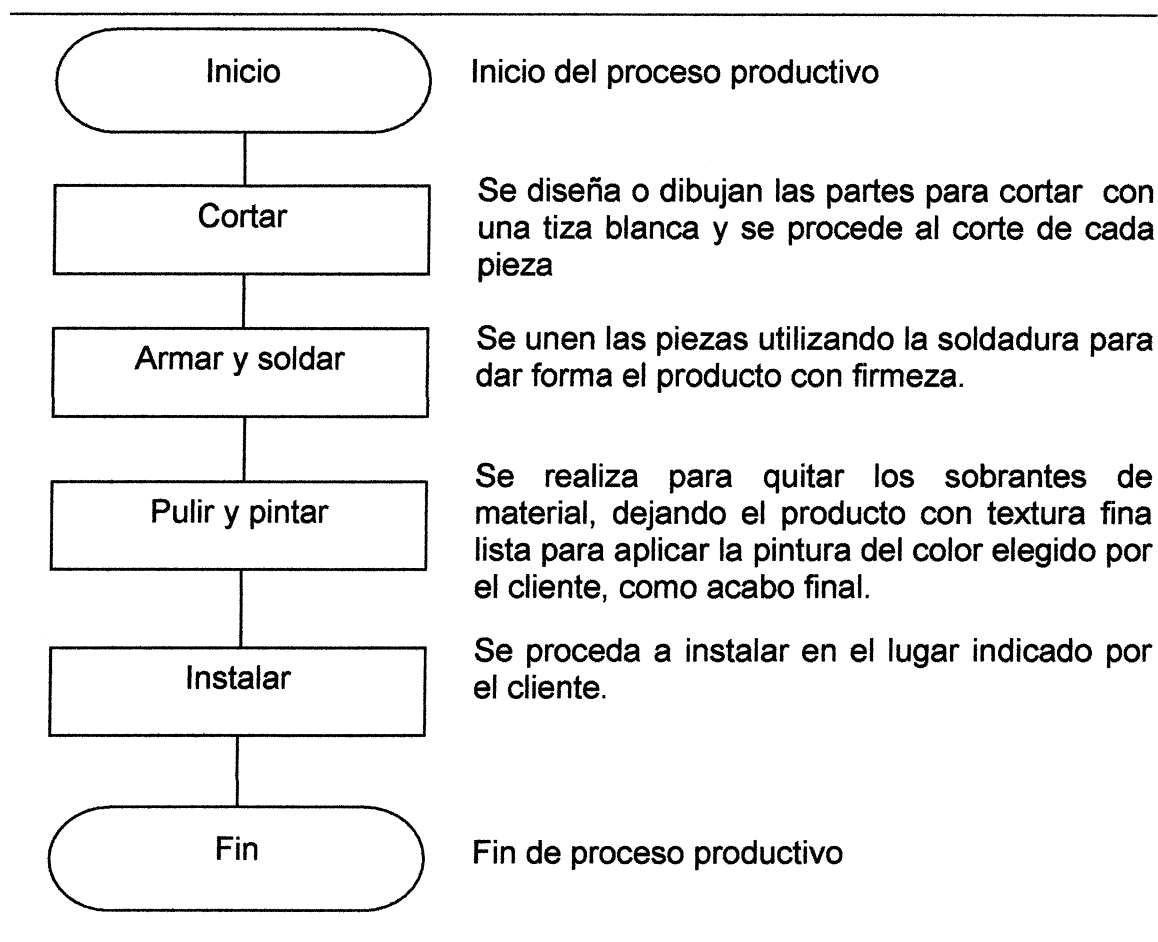 Inicio
Inicio del proceso productivo
Cortar
Se diseña o dibujan las partes para cortar con
una tiza blanca y se procede al corte de cada
pieza
Armar y soldar
Se unen las piezas utilizando la soldadura para
dar forma el producto con firmeza.
Pulir y pintar
Se realiza para quitar los sobrantes de
material, dejando el producto con textura fina
lista para aplicar la pintura del color elegido por
el cliente, como acabo final.
Instalar
Se proceda a instalar en el lugar indicado por
el cliente.
Fin
Fin de proceso productivo